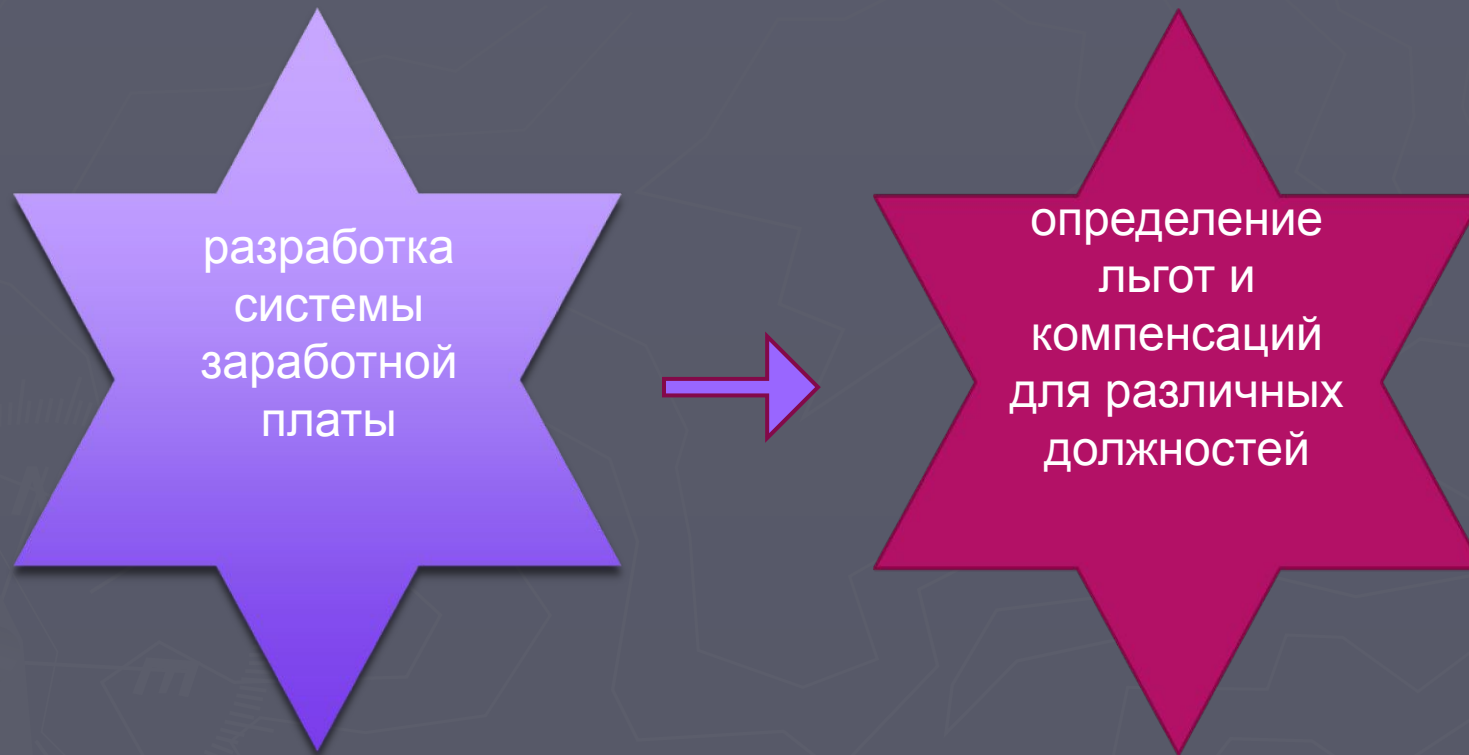 разработка
системы
заработной
платы
определение
льгот и
компенсаций
для различных
должностей